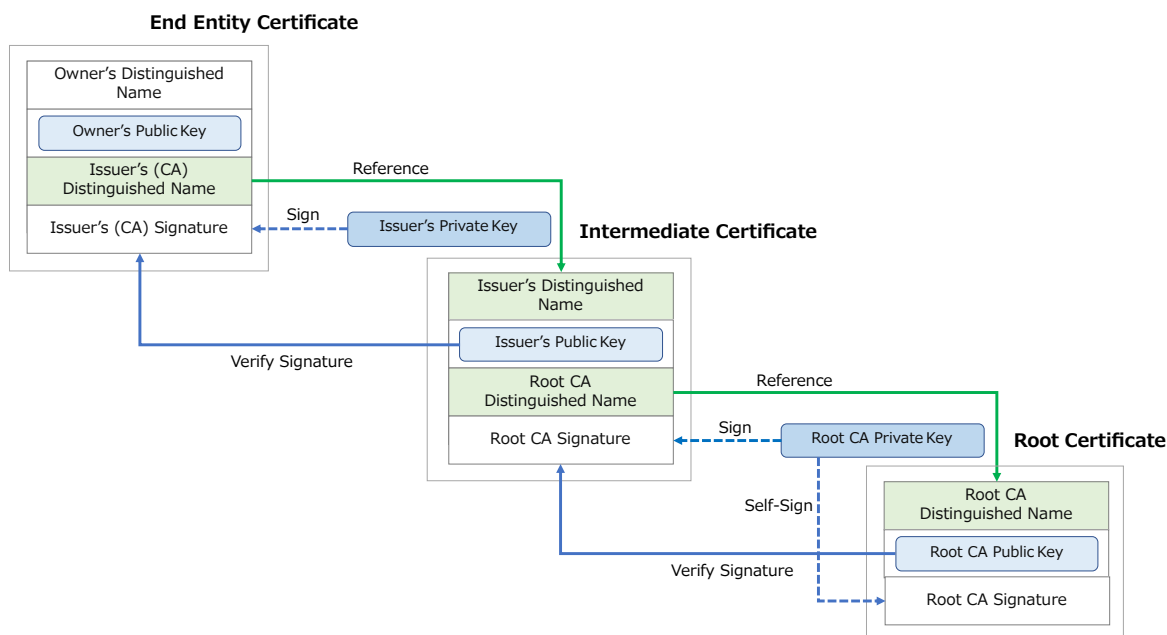 End Entity Certificate
Owner's Distinguished
Name
Owner's Public Key
Issuer's (CA)
Distinguished Name
Issuer's (CA) Signature
Reference
Sign
Issuer's Private Key
Intermediate Certificate
Issuer's Distinguished
Name
Issuer's Public Key
Verify Signature
Root CA
Distinguished Name
Root CA Signature
Reference
Sign
Root CA Private Key
Root Certificate
Self-Sign
Root CA
Distinguished Name
Root CA Public Key
Verify Signature
Root CA Signature